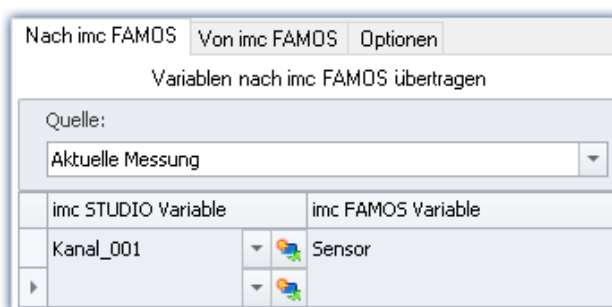 Nach imc FAMOS Von imc FAMOS Optionen
Variablen nach imc FAMOS übertragen
Quelle:
Aktuelle Messung
imc STUDIO Variable imc FAMOS Variable
Kanal_001 Sensor